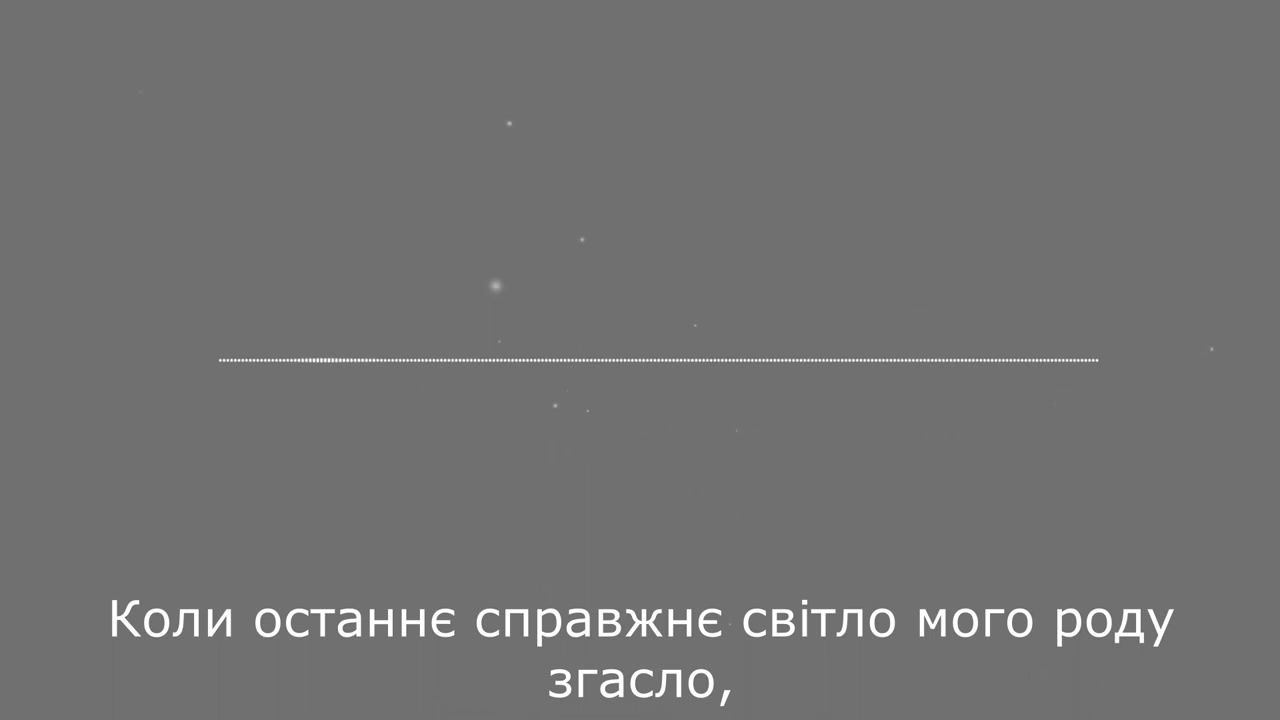 Коли останнє справжнє світло мого роду
згасло,